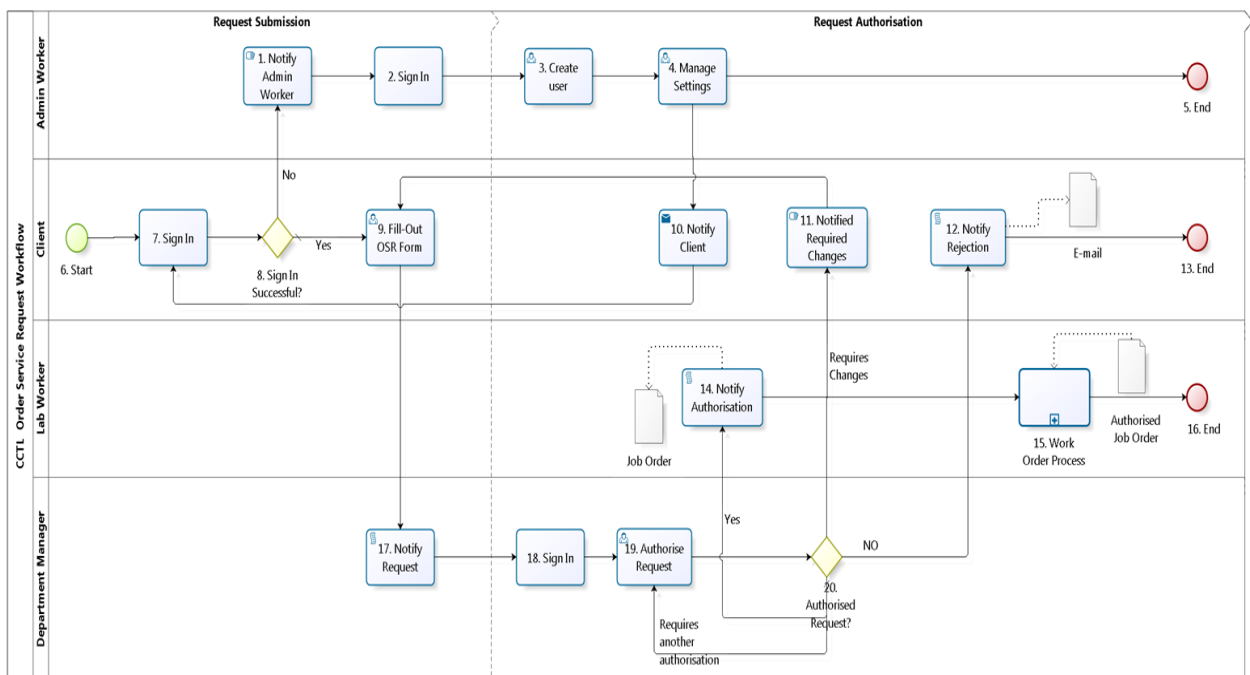 Request Submission
Request Authorisation
CCTL Order Service Request Workflow
Admin Worker
1. Notify
Admin
Worker
2. Sign In
3. Create
user
4. Manage
Settings
5. End
Client
No
6. Start
7. Sign In
8. Sign In
Successful?
Yes
9. Fill-Out
OSR Form
10. Notify
Client
11. Notified
Required
Changes
12. Notify
Rejection
E-mail
13. End
Lab Worker
Requires
Changes
14. Notify
Authorisation
Job Order
15. Work
Order Process
Authorised
Job Order
16. End
Department Manager
17. Notify
Request
18. Sign In
19. Authorise
Request
Yes
NO
20.
Authorised
Request?
Requires
another
authorisation